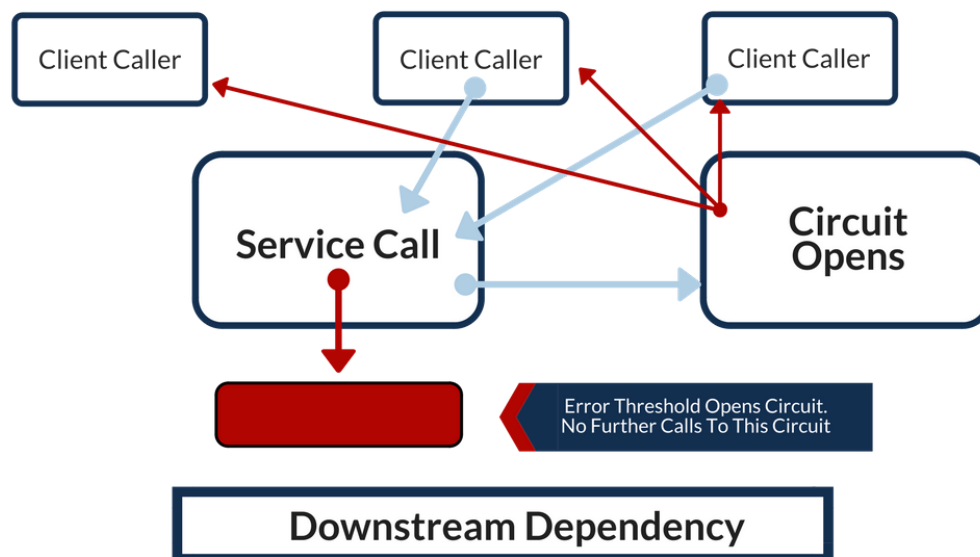 Client Caller
Client Caller
Client Caller
Service Call
Circuit
Opens
Error Threshold Opens Circuit.
No Further Calls To This Circuit
Downstream Dependency